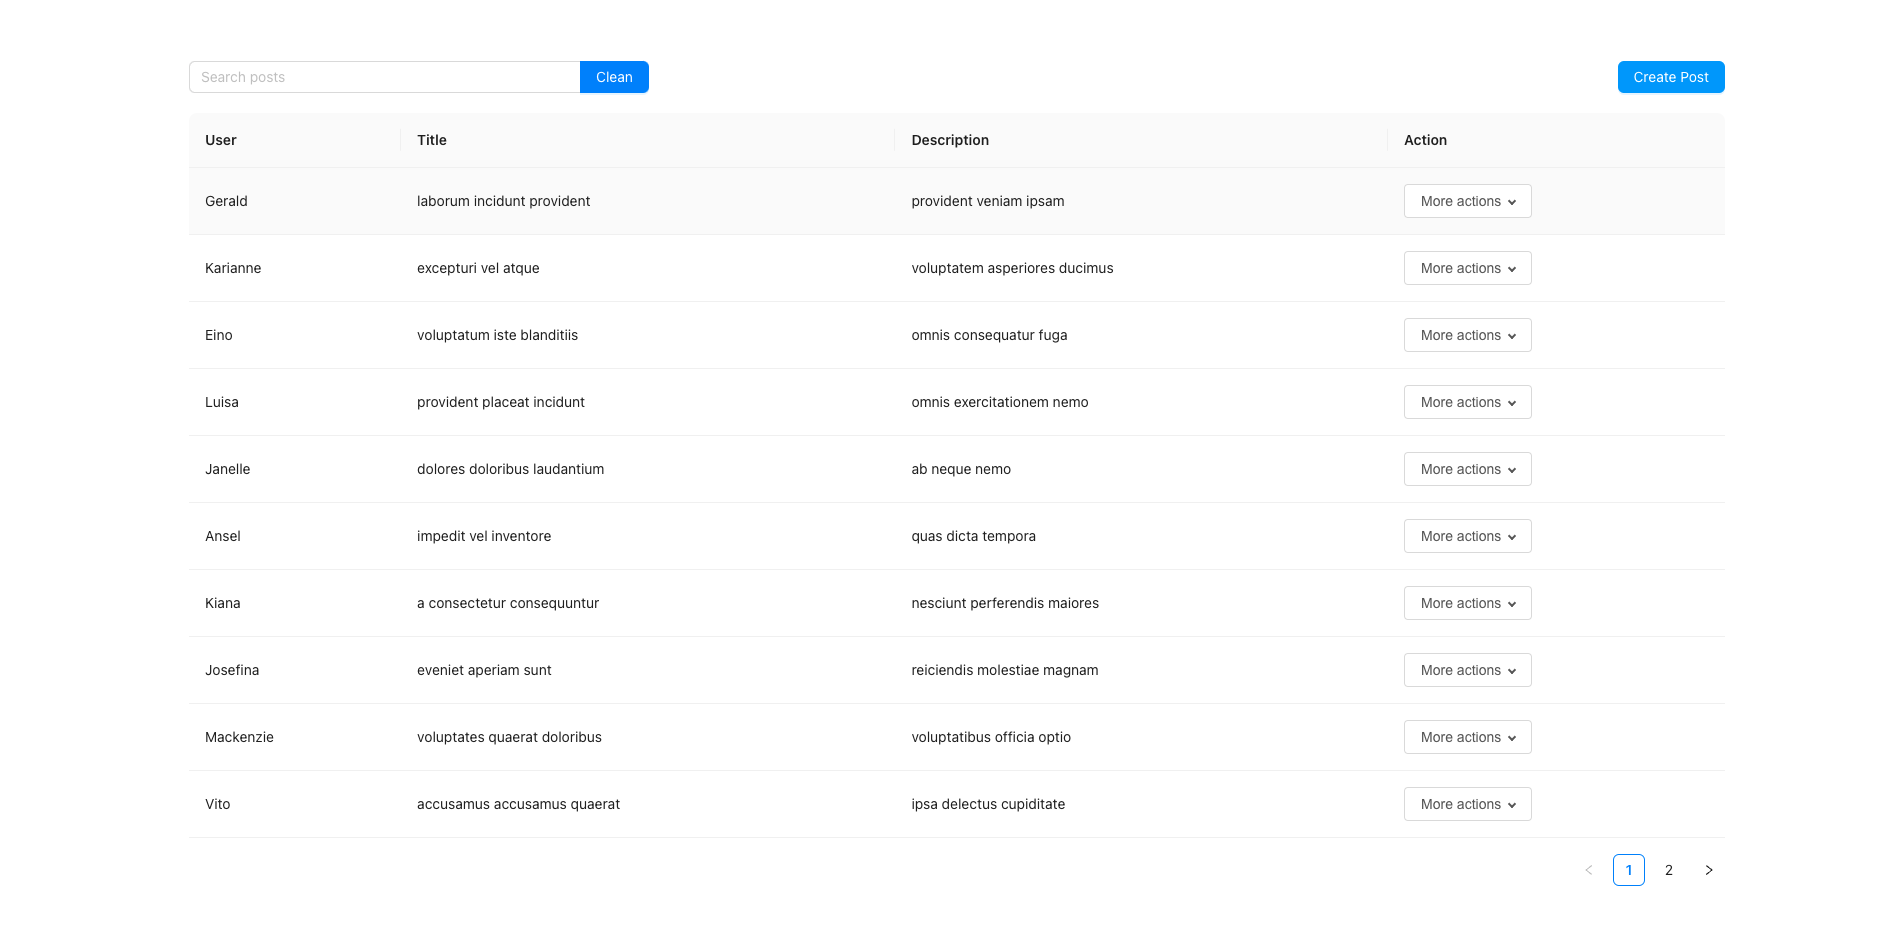 Search posts Clean Create Post
User Title Description Action
Gerald laborum incidunt provident provident veniam ipsam More actions
Karianne excepturi vel atque voluptatem asperiores ducimus More actions
Eino voluptatum iste blanditiis omnis consequatur fuga More actions
Luisa provident placeat incidunt omnis exercitationem nemo More actions
Janelle dolores doloribus laudantium ab neque nemo More actions
Ansel impedit vel inventore quas dicta tempora More actions
Kiana a consectetur consequuntur nesciunt perferendis maiores More actions
Josefina eveniet aperiam sunt reiciendis molestiae magnam More actions
Mackenzie voluptates quaerat doloribus voluptatibus officia optio More actions
Vito accusamus accusamus quaerat ipsa delectus cupiditate More actions
1 2